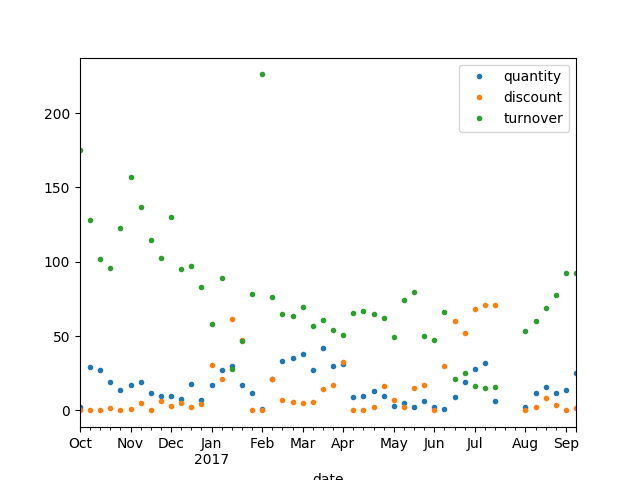 quantity
discount
turnover
200
150
100
50
0
Oct Nov Dec Jan Feb Mar Apr May Jun Jul Aug Sep
2017
date